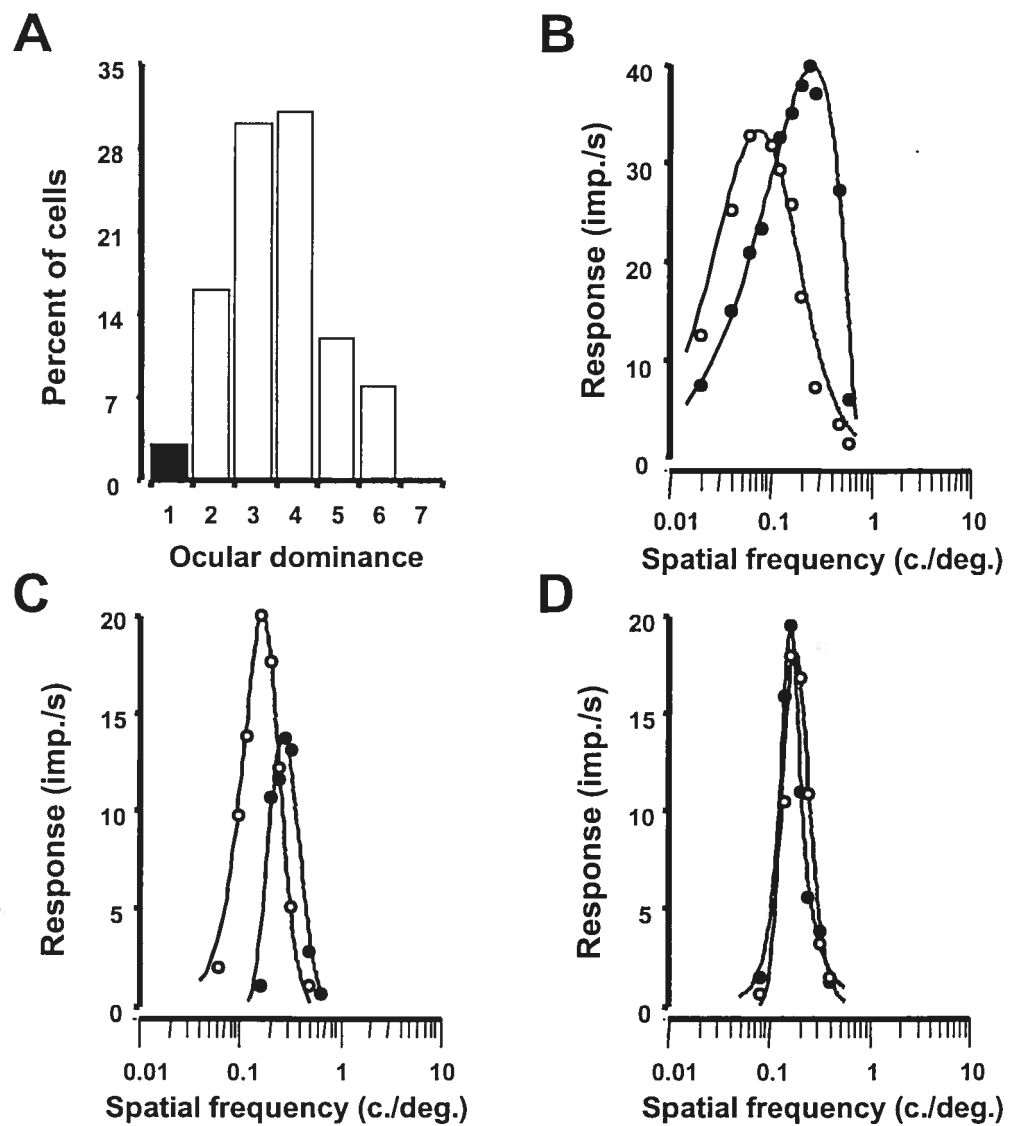 A
35
28
21
14
7
0
Percent of cells
1 2 3 4 5 6 7
Ocular dominance
B
40
30
20
10
0
Response (imp./s)
0.01 0.1 1 10
Spatial frequency (c./deg.)
C
20
15
10
5
0
Response (imp./s)
0.01 0.1 1 10
Spatial frequency (c./deg.)
D
20
15
10
5
0
Response (imp./s)
0.01 0.1 1 10
Spatial frequency (c./deg.)